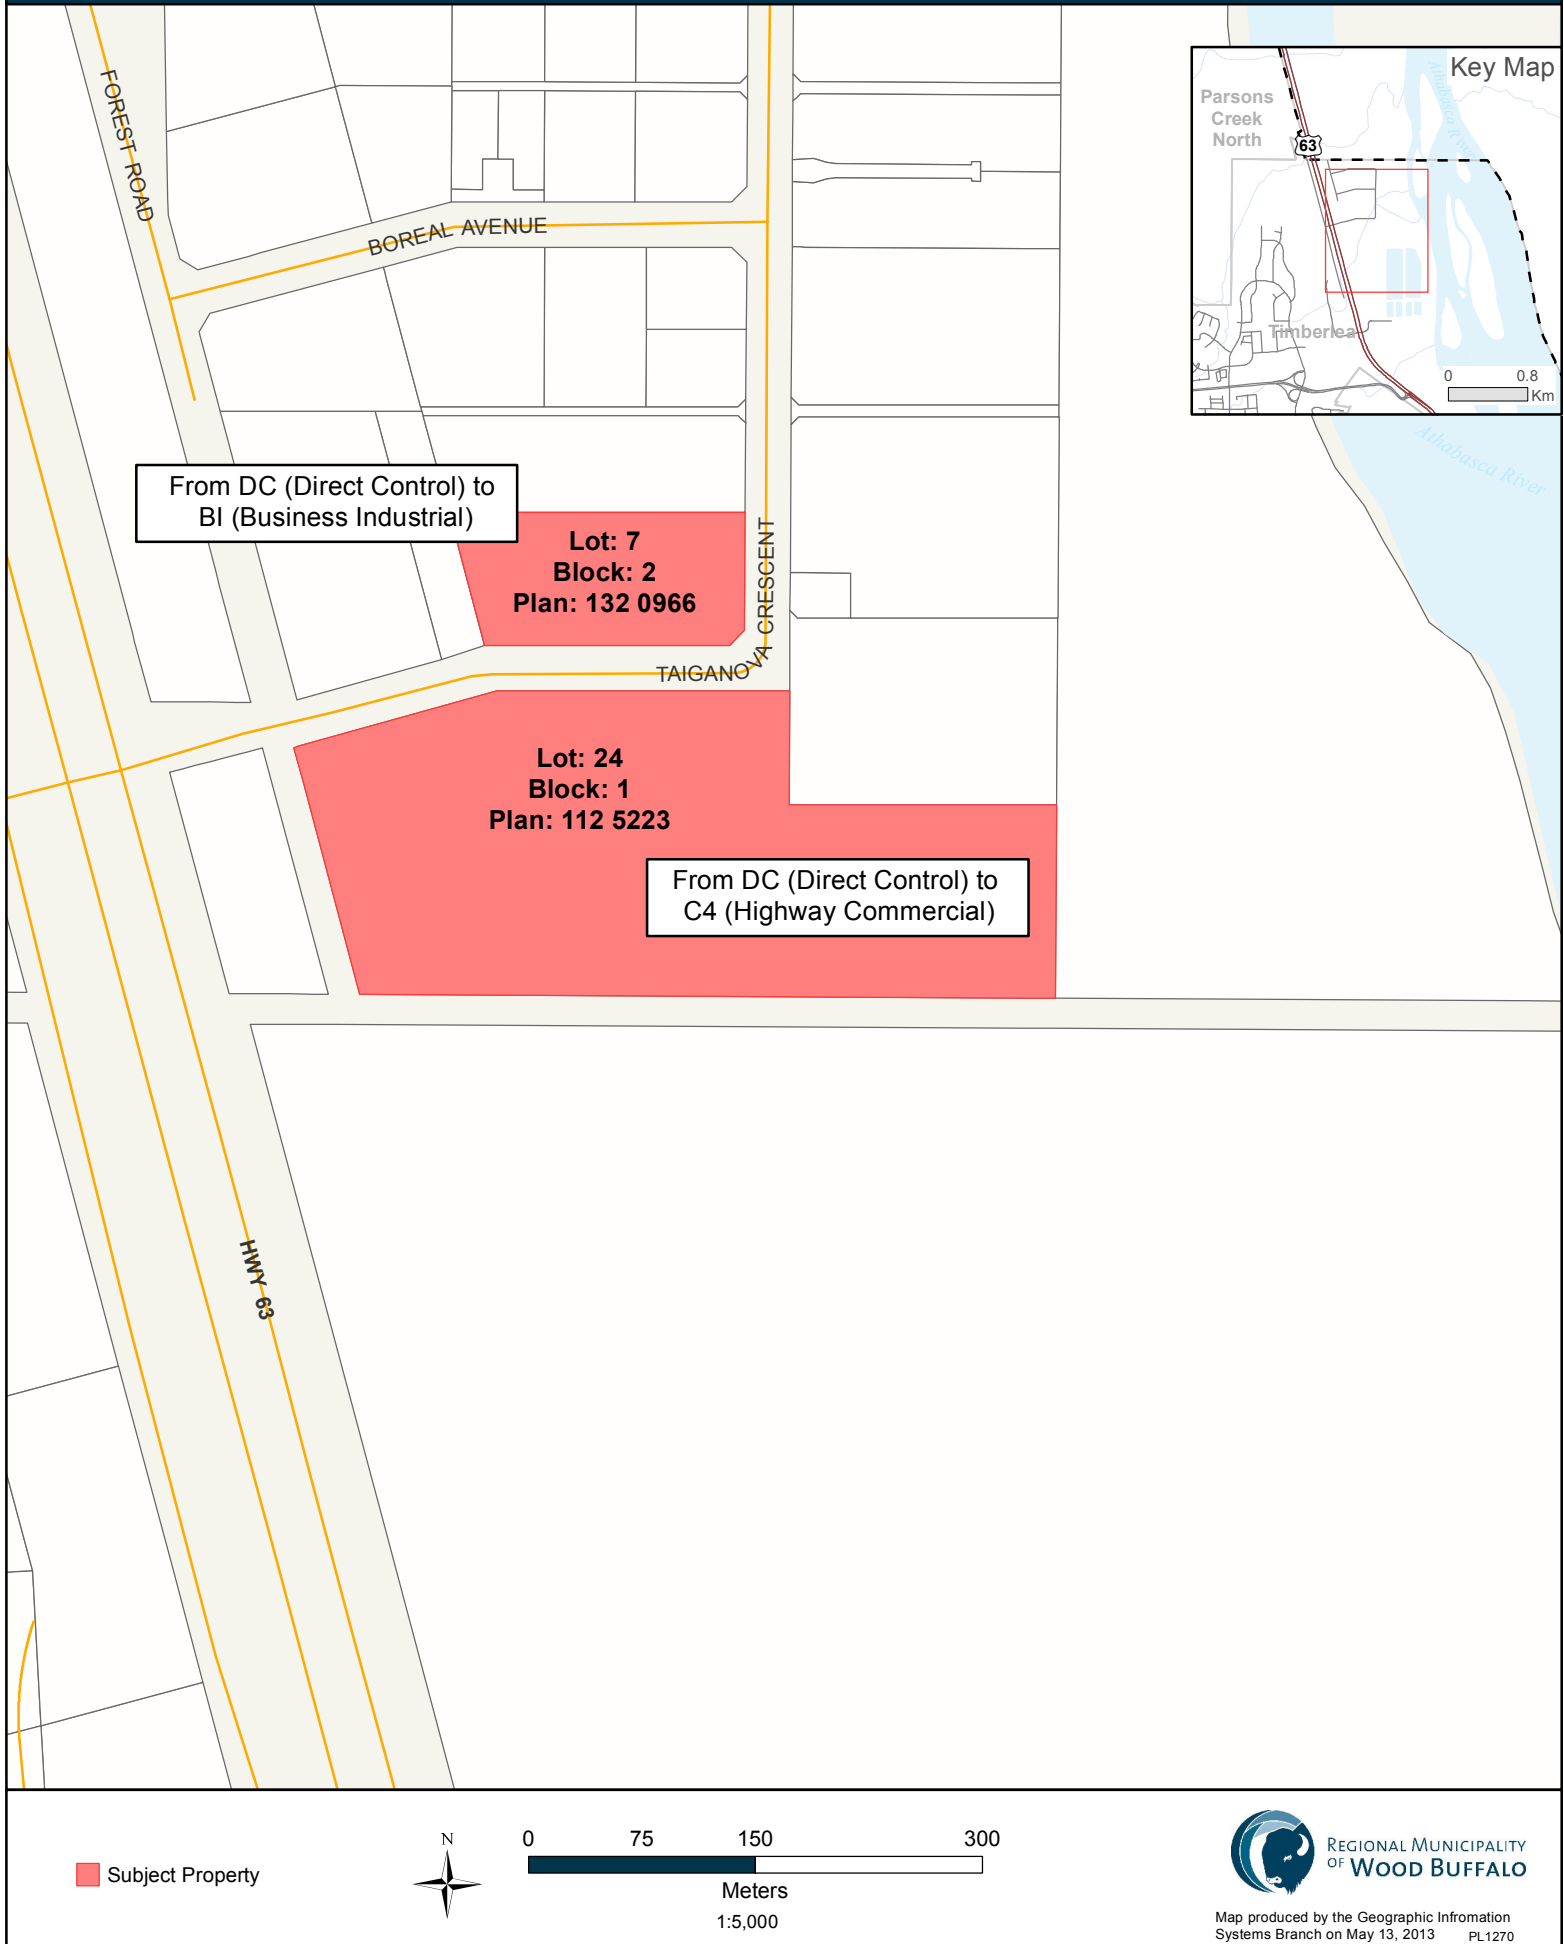 Key Map
Parsons
Creek
North
63
Athabasca River
Timberlea
0 0.8
Km
FOREST ROAD
BOREAL AVENUE
Athabasca River
From DC (Direct Control) to
BI (Business Industrial)
Lot: 7
Block: 2
Plan: 132 0966
TAIGANOVA CRESCENT
Lot: 24
Block: 1
Plan: 112 5223
From DC (Direct Control) to
C4 (Highway Commercial)
HWY 63
Subject Property
N
0 75 150 300
Meters
1:5,000
REGIONAL MUNICIPALITY
OF WOOD BUFFALO
Map produced by the Geographic Infromation
Systems Branch on May 13, 2013 PL1270